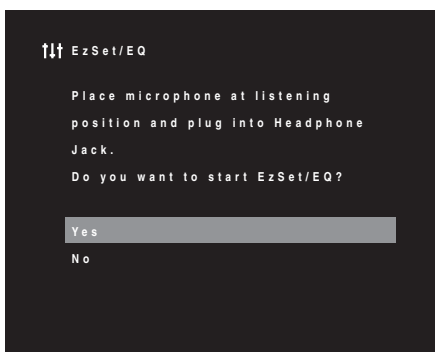 EzSet/EQ
Place microphone at listening
position and plug into Headphone
Jack.
Do you want to start EzSet/EQ?
Yes
No